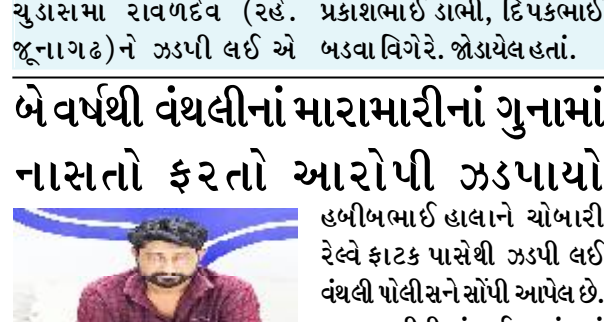 ચુડાસમા રાવળદેવ (રહે.
જૂનાગઢ)ને ઝડપી લઈ એ
પ્રકાશભાઈ ડાભી, દિપકભાઈ
બડવા વિગેરે. જોડાયેલ હતાં.
બે વર્ષથી વંથલીનાં મારામારીનાં ગુનામાં
નાસતો ફરતો આરોપી ઝડપાયો
હબીબભાઈ હાલાને ચોબારી
રેલ્વે ફાટક પાસેથી ઝડપી લઈ
વંથલી પોલીસને સોંપી આપેલ છે.